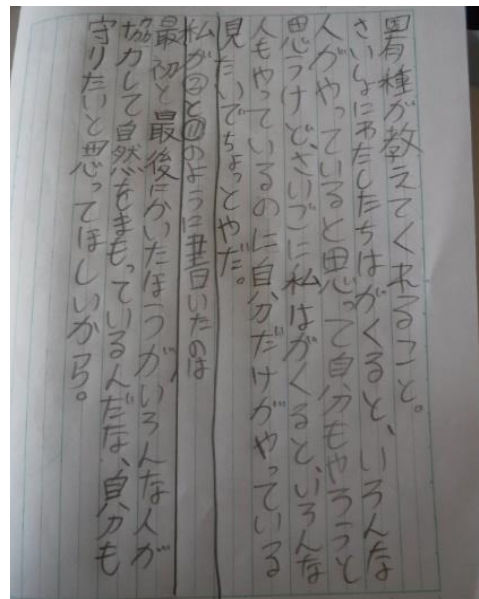 固有種が教えてくれること。
さいしょにわたしたちはがくると、いろんな
人がやっていると思って自分もやろうと
思うけど、さいごに私はがくると、いろんな
人もやっているのに自分だけがやっている
見たいでちょっとやだ。
私が㋐と㋑のように書いたのは
最初と最後にかいたほうがいろんな人が
協力して自然をまもっているんだな、自分も
守りたいと思ってほしいから。